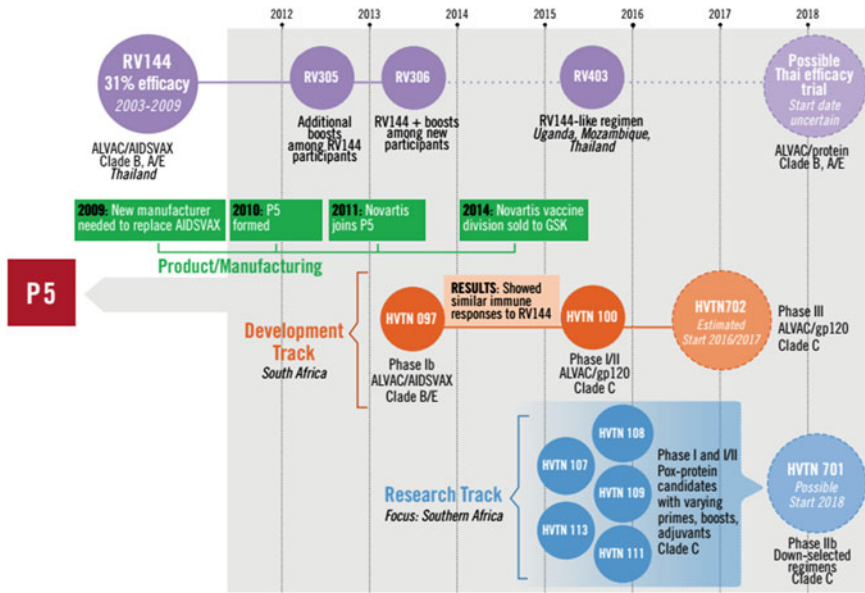 2012 2013 2014 2015 2016 2017 2018
RV144
31% efficacy
2003-2009
ALVAC/AIDSVAX
Clade B, A/E
Thailand
RV305
Additional
boosts
among RV144
participants
RV306
RV144 + boosts
among new
participants
RV403
RV144-like regimen
Uganda, Mozambique,
Thailand
Possible
Thai efficacy
trial
Start date
uncertain
ALVAC/protein
Clade B, A/E
2009: New manufacturer
needed to replace AIDSVAX
2010: P5
formed
2011: Novartis
joins P5
2014: Novartis vaccine
division sold to GSK
Product/Manufacturing
P5
Development
Track
South Africa
HVTN 097
Phase Ib
ALVAC/AIDSVAX
Clade B/E
RESULTS: Showed
similar immune
responses to RV144
HVTN 100
Phase I/II
ALVAC/gp120
Clade C
HVTN702
Estimated
Start 2016/2017
Phase III
ALVAC/gp120
Clade C
Research Track
Focus: Southern Africa
HVTN 108
HVTN 107
HVTN 109
HVTN 113
HVTN 111
Phase I and I/II
Pox-protein
candidates
with varying
primes, boosts,
adjuvants
Clade C
HVTN 701
Possible
Start 2018
Phase IIb
Down-selected
regimens
Clade C